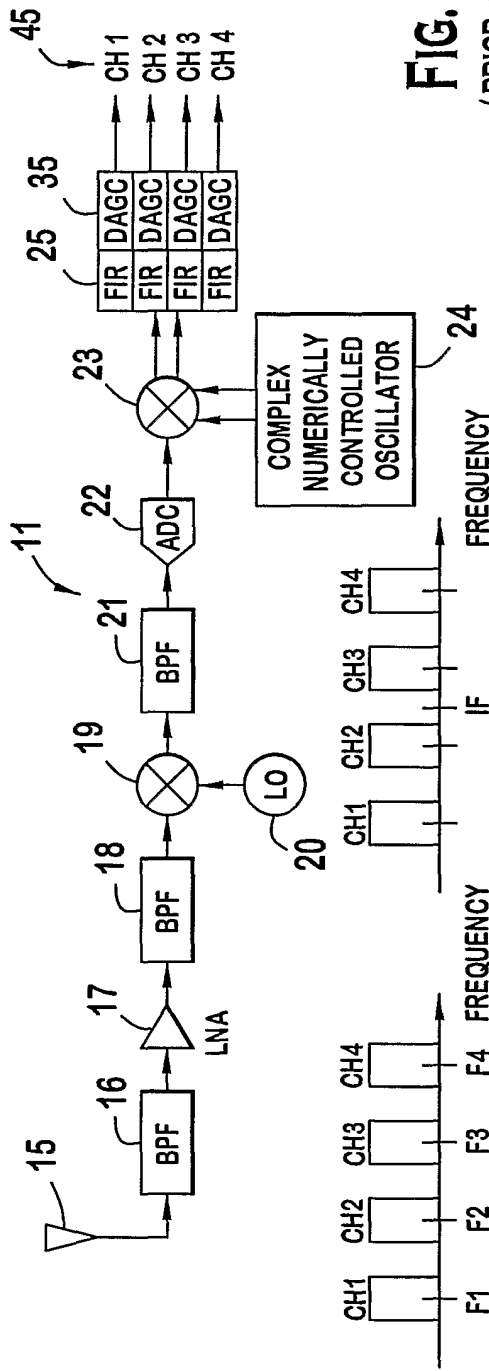 15
16
BPF
17
LNA
18
BPF
19
LO
20
11
21
BPF
22
ADC
23
25
35
45
FIR DAGC CH 1
FIR DAGC CH 2
FIR DAGC CH 3
FIR DAGC CH 4
COMPLEX
NUMERICALLY
CONTROLLED
OSCILLATOR
24
CH1 CH2 CH3 CH4
F1 F2 F3 F4
FREQUENCY
CH1 CH2 CH3 CH4
IF
FREQUENCY
FIG.
(PRIOR